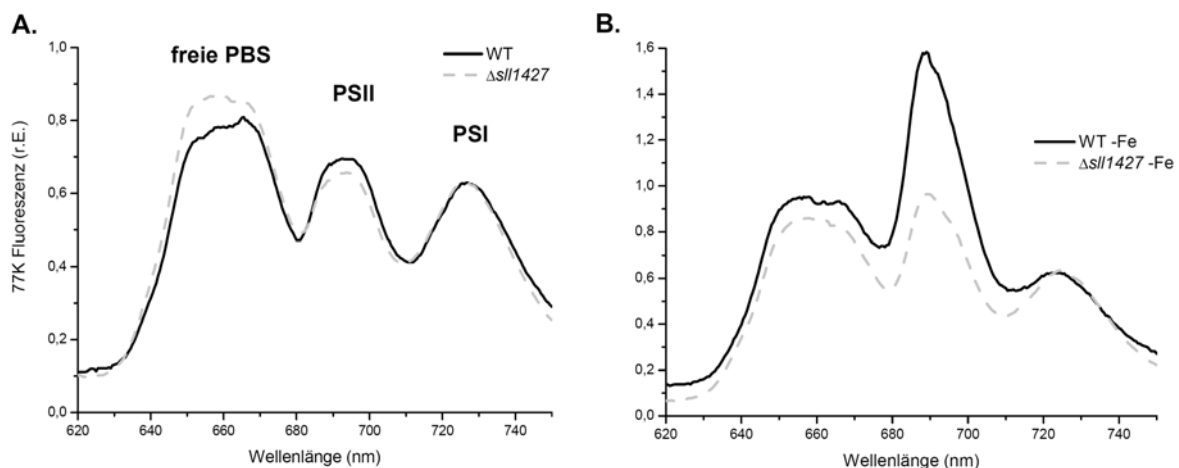 A.
freie PBS
PSII
PSI
WT
Δsll1427
77K Fluoreszenz (r.E.)
1,0
0,8
0,6
0,4
0,2
0,0
620 640 660 680 700 720 740
Wellenlänge (nm)
B.
WT -Fe
Δsll1427 -Fe
1,6
1,4
1,2
1,0
0,8
0,6
0,4
0,2
0,0
620 640 660 680 700 720 740
Wellenlänge (nm)